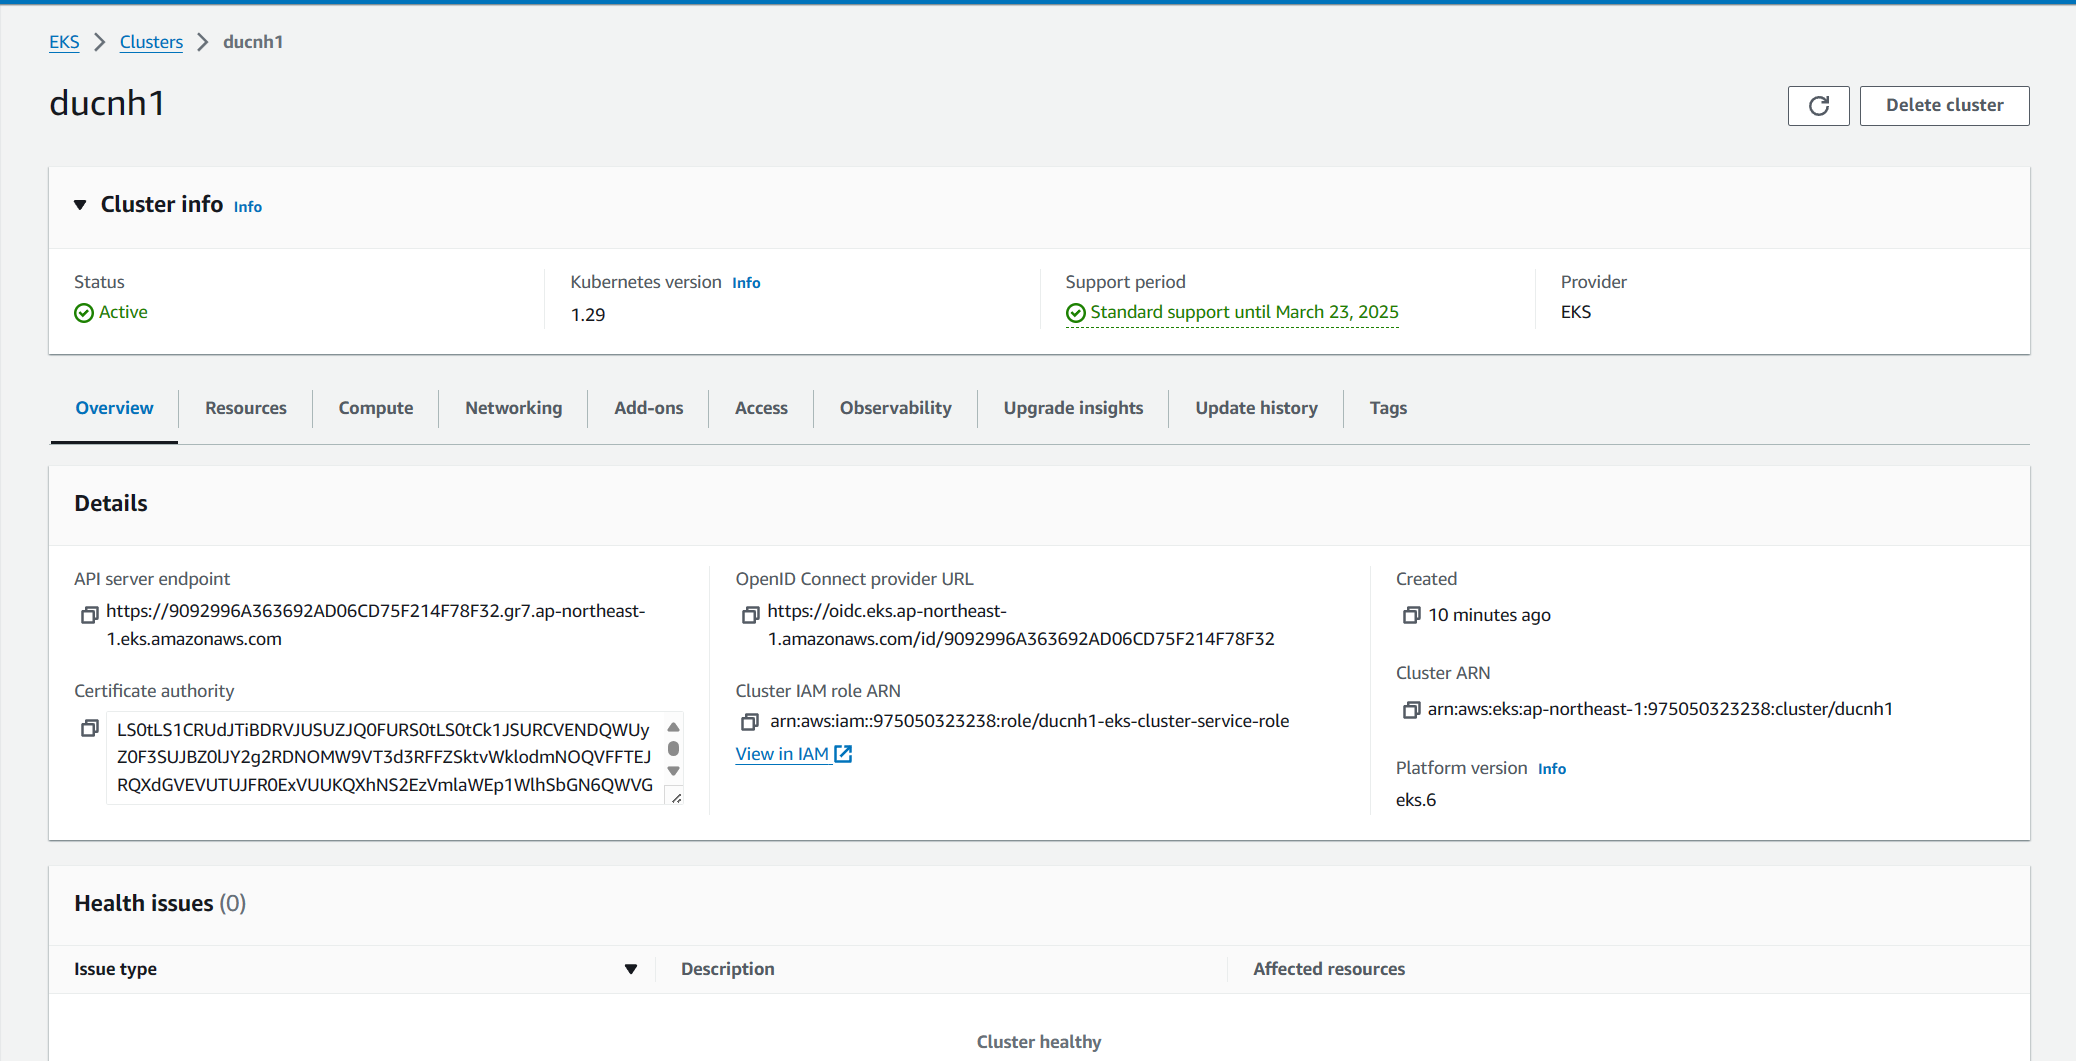 EKS > Clusters > ducnh1
ducnh1
Delete cluster
Cluster info Info
Status
Active
Kubernetes version Info
1.29
Support period
Standard support until March 23, 2025
Provider
EKS
Overview
Resources
Compute
Networking
Add-ons
Access
Observability
Upgrade insights
Update history
Tags
Details
API server endpoint
https://9092996A363692AD06CD75F214F78F32.gr7.ap-northeast-
1.eks.amazonaws.com
Certificate authority
LS0tLS1CRUdJTiBDRVJUSUZJQ0FURS0tLS0tCk1JSURCVENDQWUy
Z0F3SUJBZ0lJY2g2RDNOMW9VT3d3RFFZSktvWklodmNOQVFFTEJ
RQXdGVEVUTUJFR0ExVUUKQXhNS2EzVmlaWEp1WlhSbGN6QWVG
OpenID Connect provider URL
https://oidc.eks.ap-northeast-
1.amazonaws.com/id/9092996A363692AD06CD75F214F78F32
Cluster IAM role ARN
arn:aws:iam::975050323238:role/ducnh1-eks-cluster-service-role
View in IAM
Created
10 minutes ago
Cluster ARN
arn:aws:eks:ap-northeast-1:975050323238:cluster/ducnh1
Platform version Info
eks.6
Health issues (0)
Issue type
Description
Affected resources
Cluster healthy